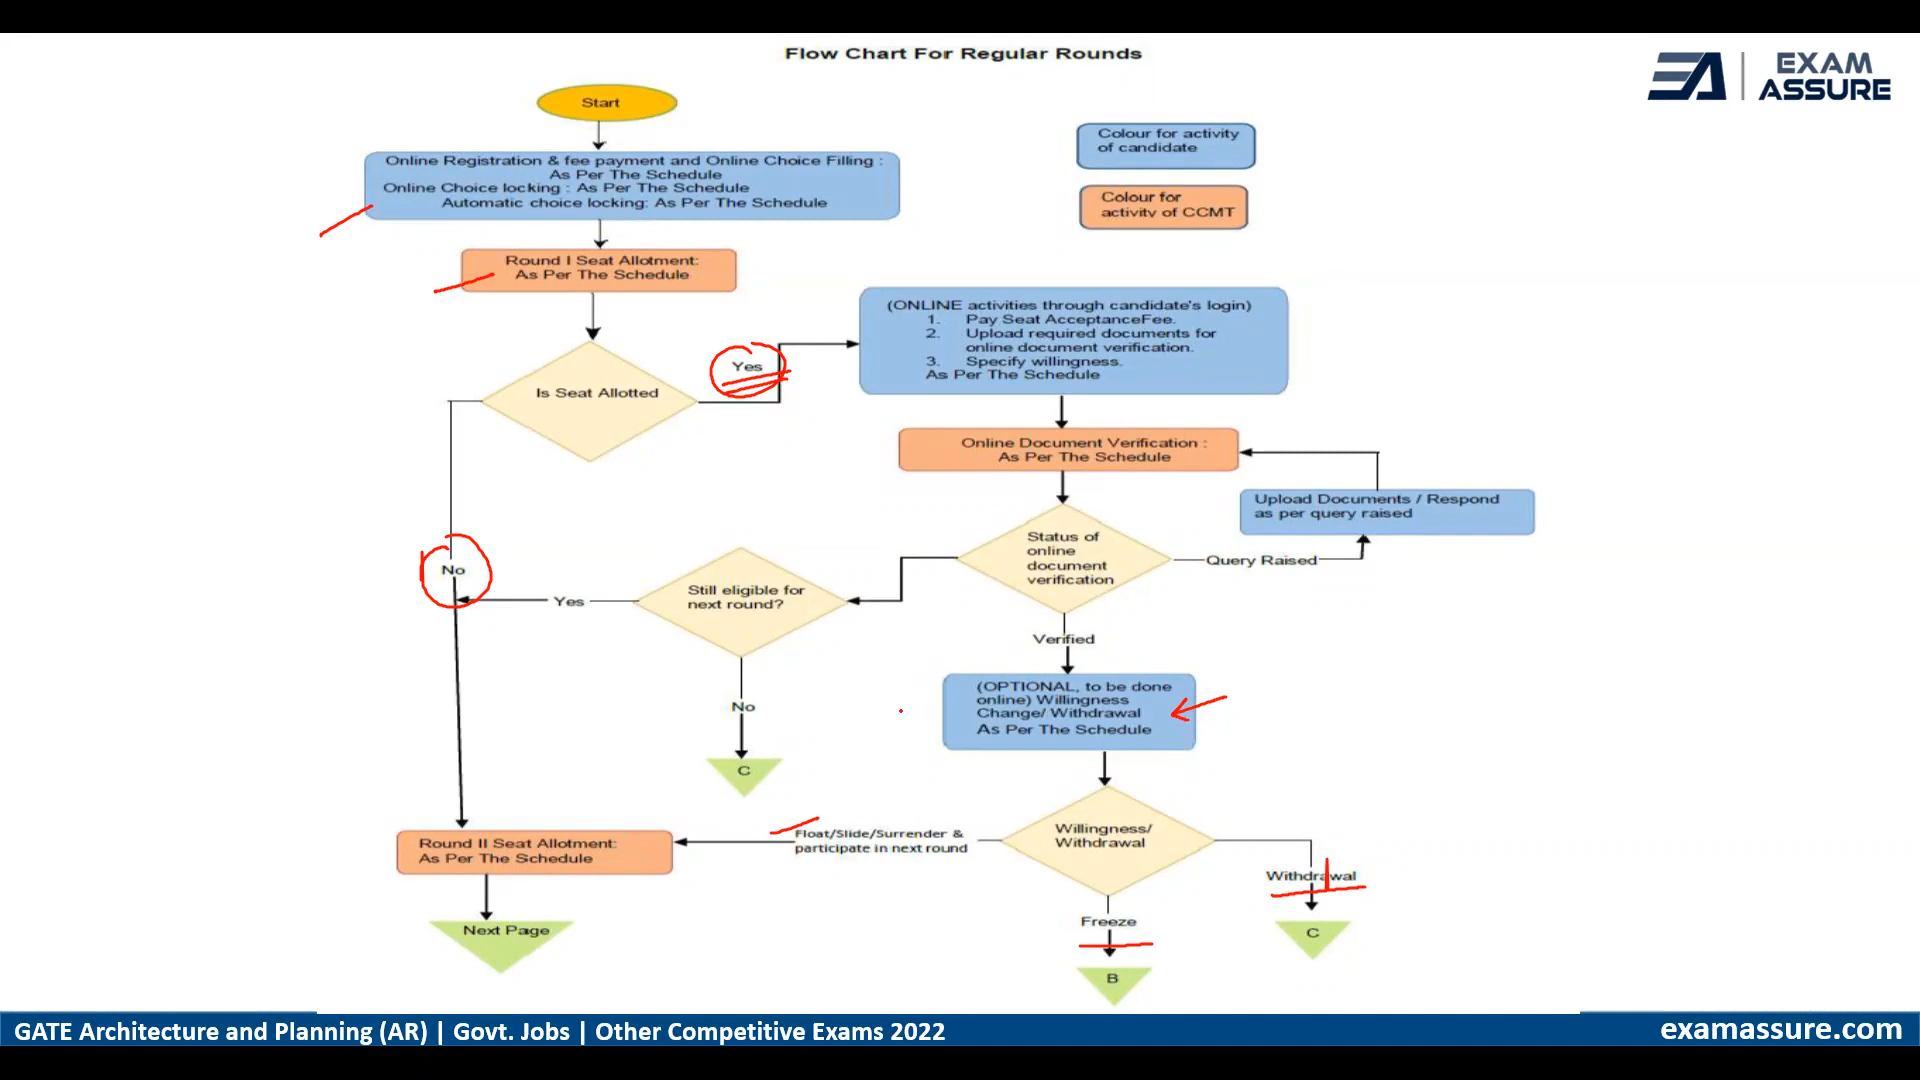 Flow Chart For Regular Rounds
EXAM
ASSURE
Start
Colour for activity
of candidate
Online Registration & fee payment and Online Choice Filling :
As Per The Schedule
Online Choice locking : As Per The Schedule
Automatic choice locking: As Per The Schedule
Colour for
activity of CCMT
Round I Seat Allotment:
As Per The Schedule
(ONLINE activities through candidate's login)
1. Pay Seat AcceptanceFee.
2. Upload required documents for
online document verification.
3. Specify willingness.
As Per The Schedule
Yes
Is Seat Allotted
Online Document Verification :
As Per The Schedule
Upload Documents / Respond
as per query raised
Status of
online
document
verification
Query Raised
No
Still eligible for
next round?
Yes
Verified
(OPTIONAL, to be done
online) Willingness
Change/ Withdrawal
As Per The Schedule
No
C
Float/Slide/Surrender &
participate in next round
Willingness/
Withdrawal
Round II Seat Allotment:
As Per The Schedule
Withdrawal
Freeze
Next Page
C
B
GATE Architecture and Planning (AR) | Govt. Jobs | Other Competitive Exams 2022
examassure.com